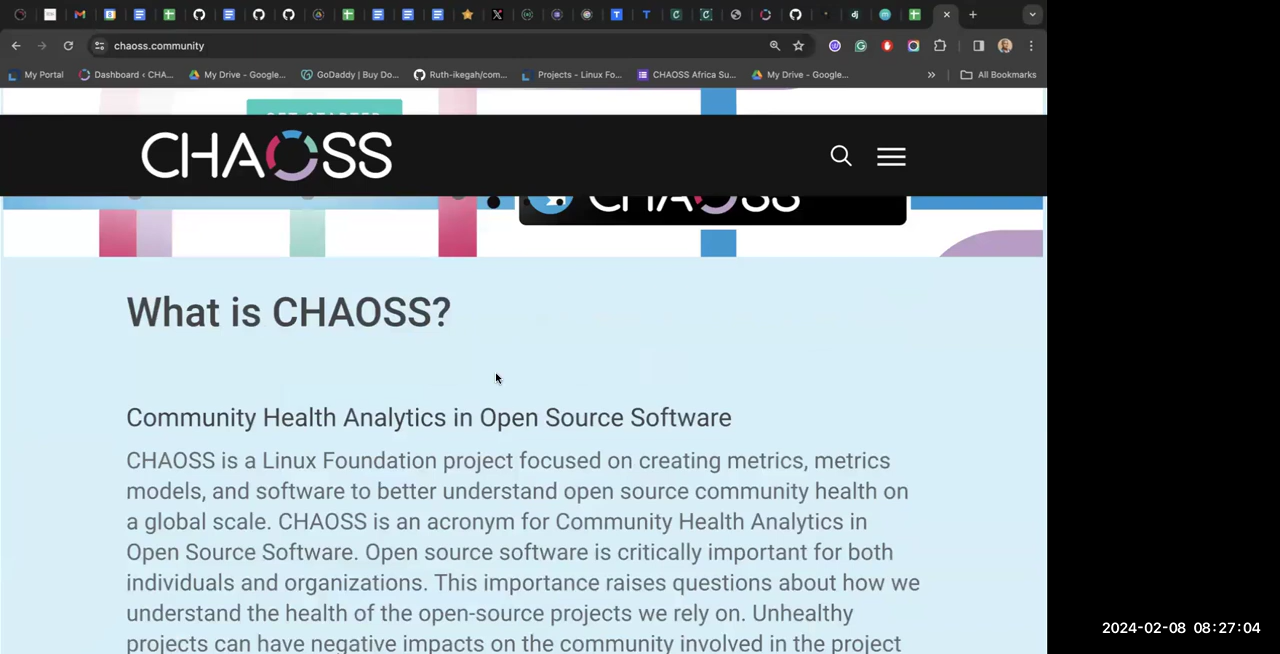 chaoss.community
My Portal
Dashboard ‹ CHA...
My Drive - Google...
GoDaddy | Buy Do...
Ruth-ikegah/com...
Projects - Linux Fo...
CHAOSS Africa Su...
My Drive - Google...
»
All Bookmarks
CHAOSS
CHAOSS
What is CHAOSS?
Community Health Analytics in Open Source Software
CHAOSS is a Linux Foundation project focused on creating metrics, metrics
models, and software to better understand open source community health on
a global scale. CHAOSS is an acronym for Community Health Analytics in
Open Source Software. Open source software is critically important for both
individuals and organizations. This importance raises questions about how we
understand the health of the open-source projects we rely on. Unhealthy
projects can have negative impacts on the community involved in the project
2024-02-08 08:27:04